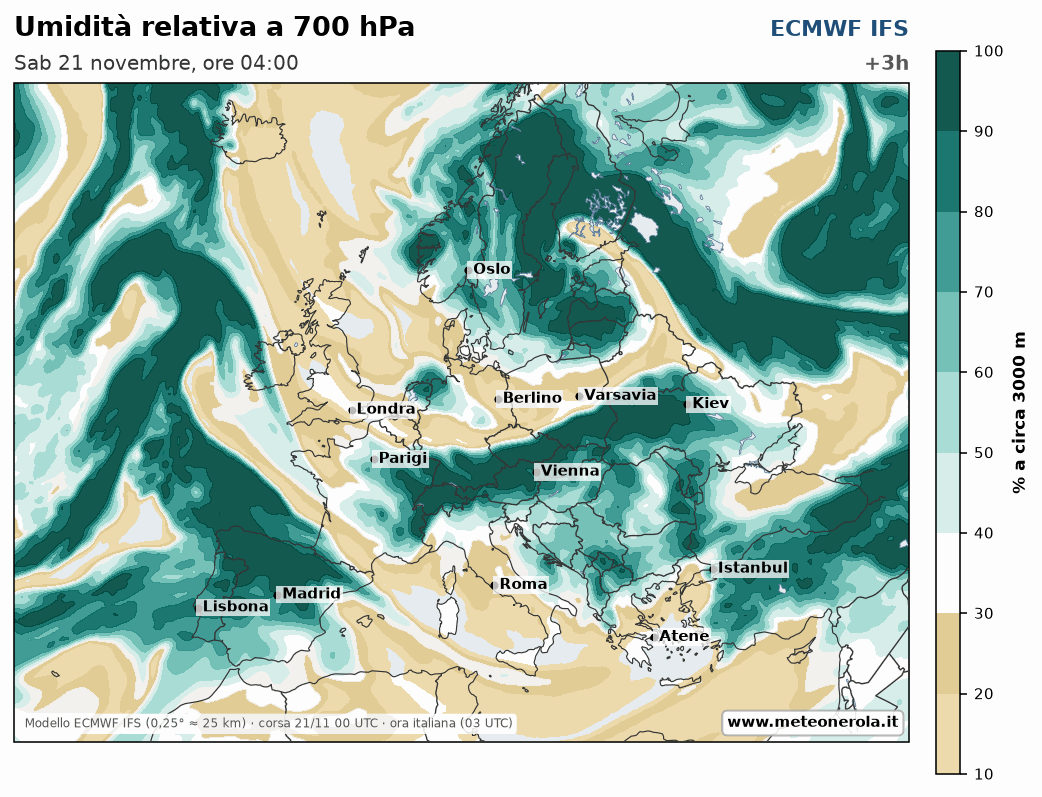 Umidità relativa a 700 hPa
ECMWF IFS
Sab 21 novembre, ore 04:00
+3h
100
90
80
70
60
50
40
30
20
10
% a circa 3000 m
Oslo
Londra
Berlino
Varsavia
Kiev
Parigi
Vienna
Roma
Istanbul
Madrid
Lisbona
Atene
Modello ECMWF IFS (0,25° ≈ 25 km) · corsa 21/11 00 UTC · ora italiana (03 UTC)
www.meteonerola.it